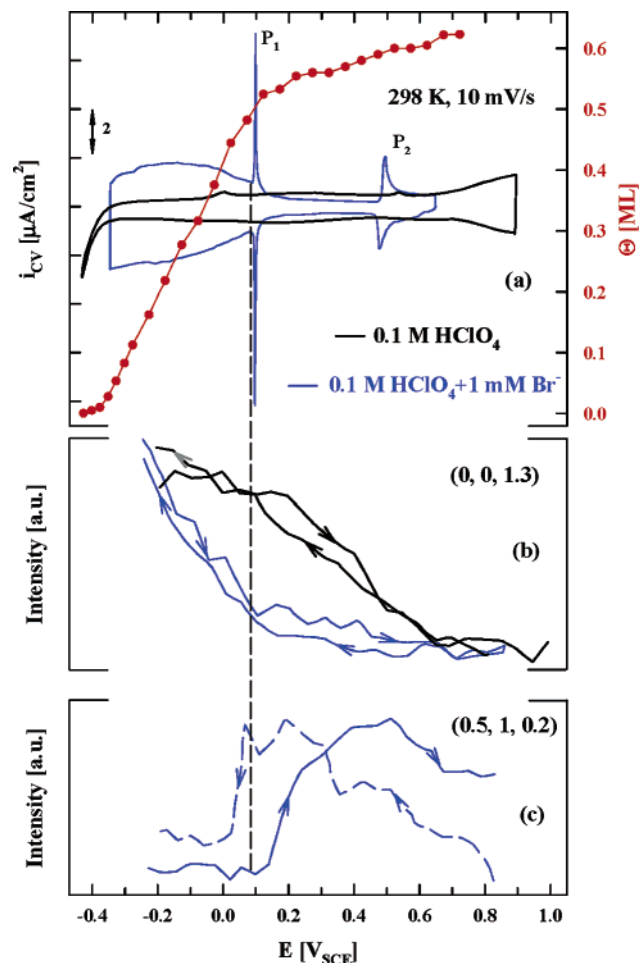 P₁
298 K, 10 mV/s
2
P₂
i_CV [μA/cm²]
Θ [ML]
0.6
0.5
0.4
0.3
0.2
0.1
0.0
(a)
0.1 M HClO₄
0.1 M HClO₄+1 mM Br⁻
(0, 0, 1.3)
Intensity [a.u.]
(b)
(0.5, 1, 0.2)
Intensity [a.u.]
(c)
-0.4 -0.2 0.0 0.2 0.4 0.6 0.8 1.0
E [V_SCE]